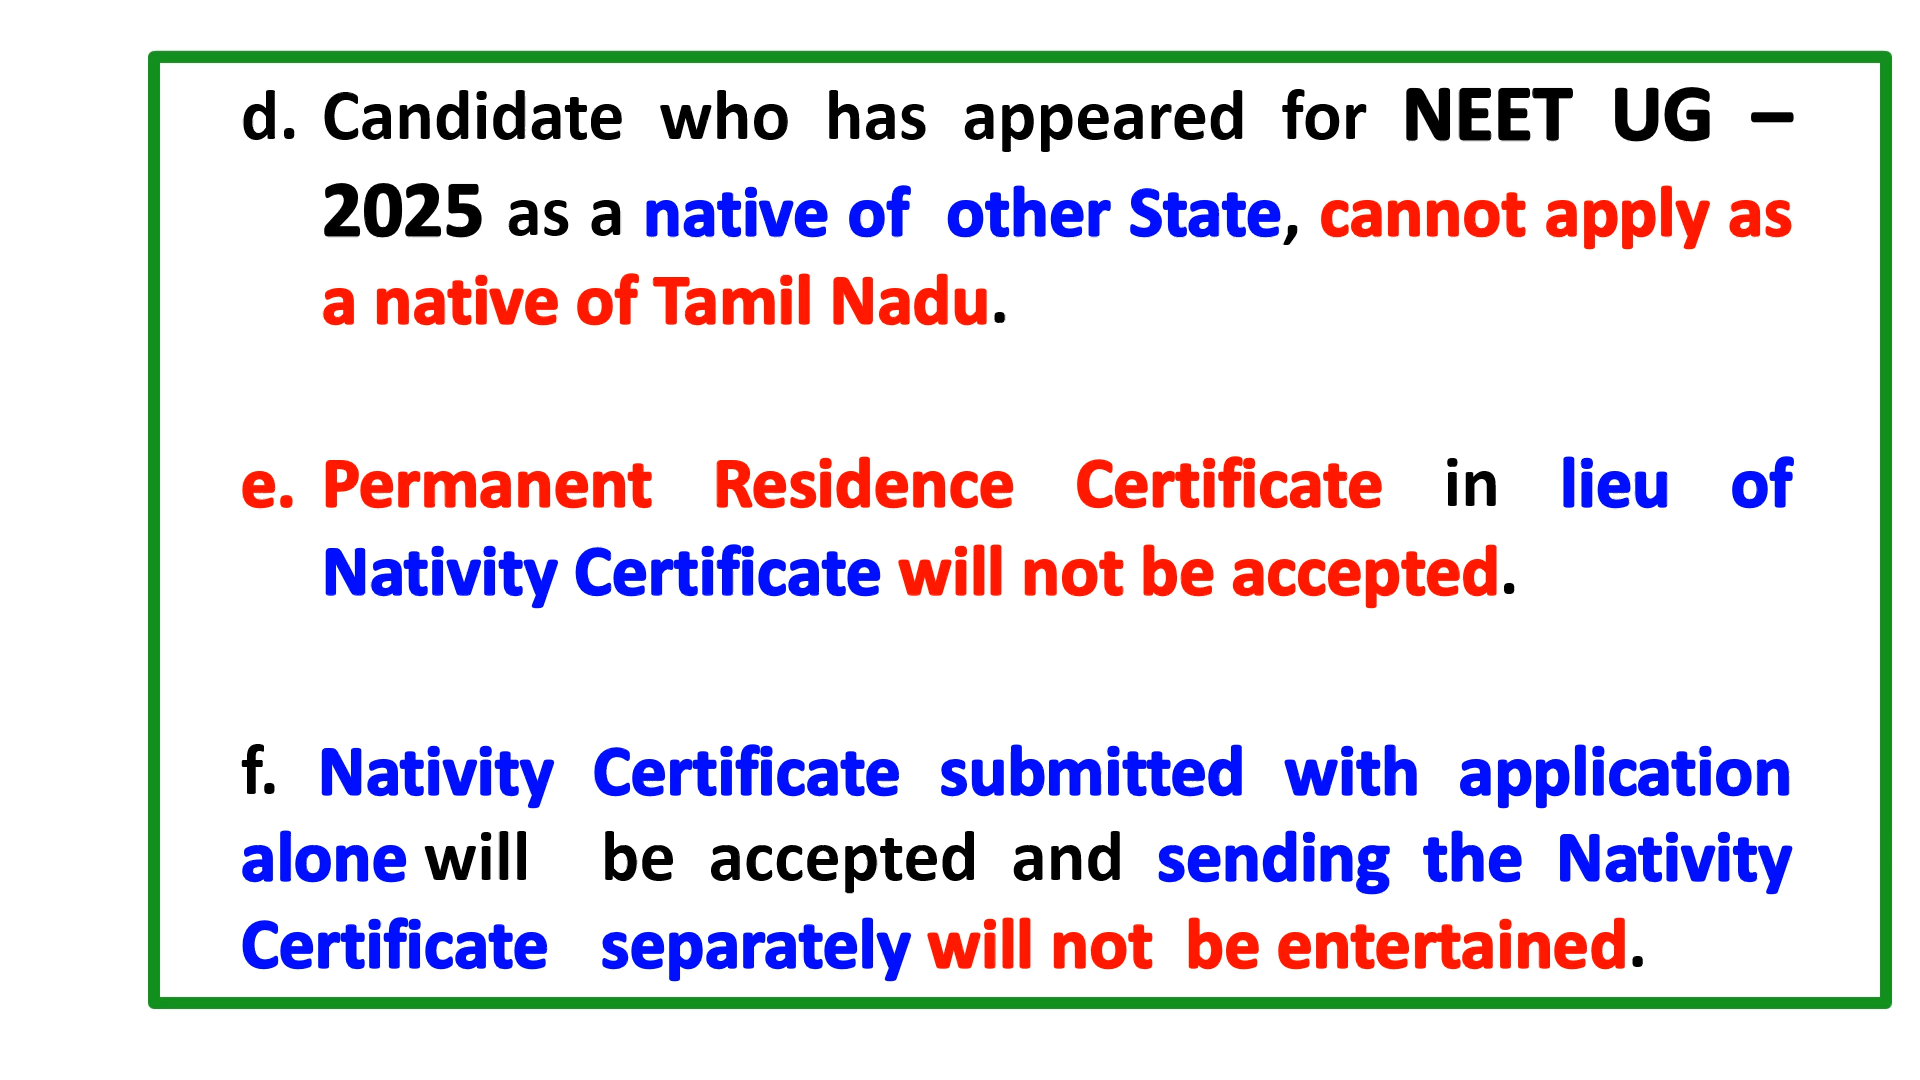 d. Candidate who has appeared for NEET UG –
2025 as a native of other State, cannot apply as
a native of Tamil Nadu.
e. Permanent Residence Certificate in lieu of
Nativity Certificate will not be accepted.
f. Nativity Certificate submitted with application
alone will be accepted and sending the Nativity
Certificate separately will not be entertained.